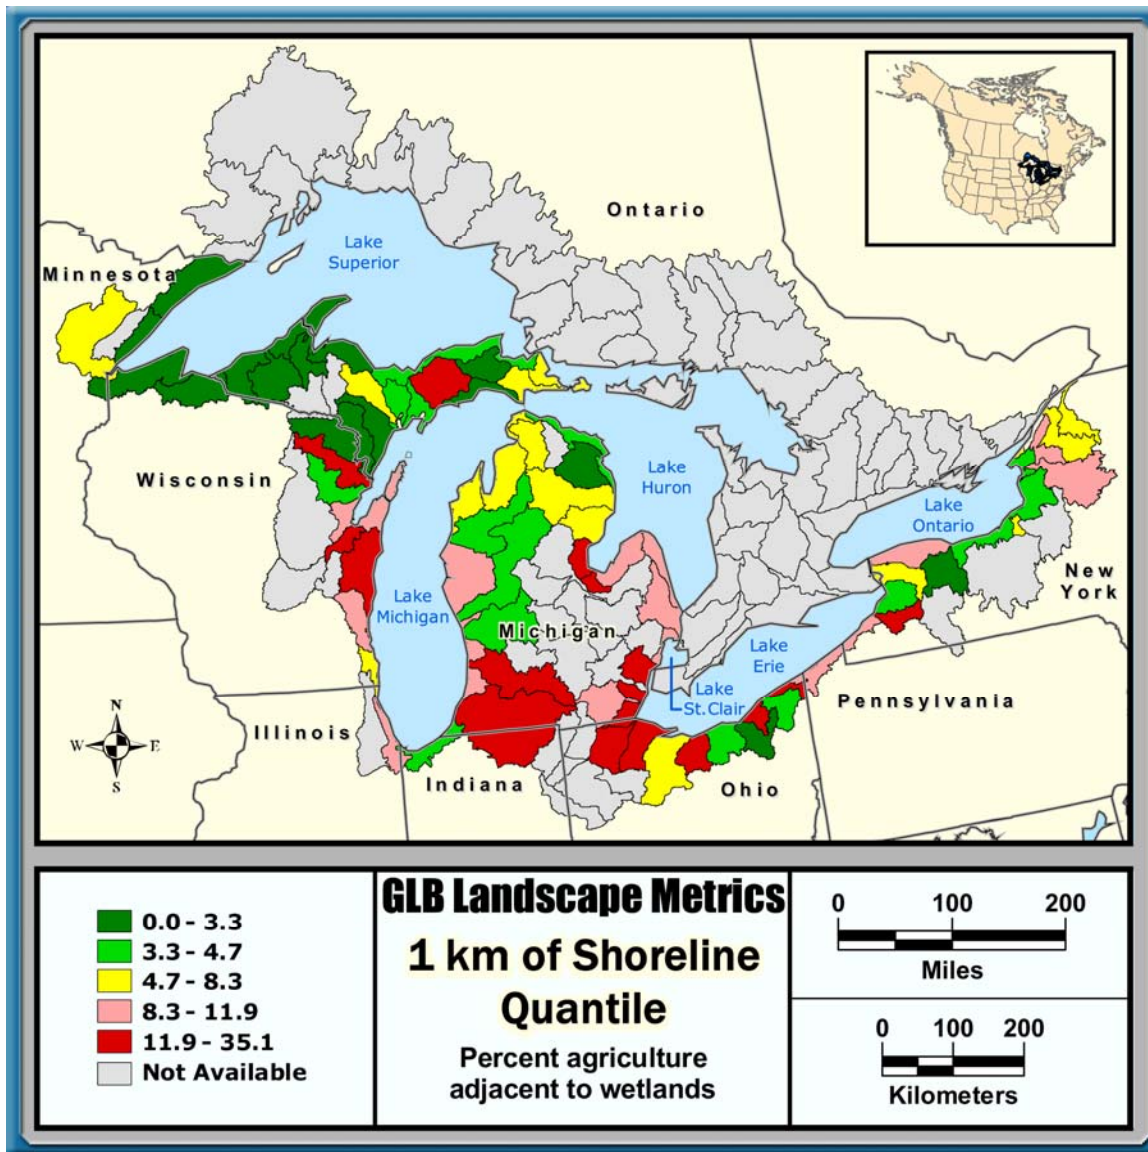 Ontario
Lake
Superior
Minnesota
Wisconsin
Lake
Huron
Lake
Ontario
New
York
Lake
Michigan
Michigan
Lake
Erie
Lake
St.Clair
Pennsylvania
N
W E
S
Illinois
Indiana
Ohio
0.0 - 3.3
3.3 - 4.7
4.7 - 8.3
8.3 - 11.9
11.9 - 35.1
Not Available
GLB Landscape Metrics
1 km of Shoreline
Quantile
Percent agriculture
adjacent to wetlands
0 100 200
Miles
0 100 200
Kilometers